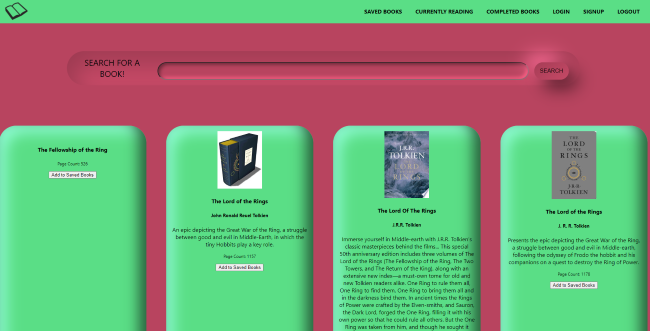 SAVED BOOKS CURRENTLY READING COMPLETED BOOKS LOGIN SIGNUP LOGOUT
SEARCH FOR A
BOOK!
SEARCH
The Fellowship of the Ring
Page Count: 526
Add to Saved Books
The Lord of the Rings
John Ronald Reuel Tolkien
An epic depicting the Great War of the Ring, a struggle
between good and evil in Middle-earth, in which the
tiny Hobbits play a key role.
Page Count: 1157
Add to Saved Books
J.R.R.
TOLKIEN
LORD
RINGS
The Lord Of The Rings
J.R.R. Tolkien
Immerse yourself in Middle-earth with J.R.R. Tolkien's
classic masterpieces behind the films... This special
50th anniversary edition includes three volumes of The
Lord of the Rings (The Fellowship of the Ring, The Two
Towers, and The Return of the King), along with an
extensive new index—a must-own tome for old and
new Tolkien readers alike. One Ring to rule them all,
One Ring to find them, One Ring to bring them all and
in the darkness bind them. In ancient times the Rings
of Power were crafted by the Elven-smiths, and Sauron,
the Dark Lord, forged the One Ring, filling it with his
own power so that he could rule all others. But the One
Ring was taken from him, and though he sought it
THE
LORD
OF THE
RINGS
J.R.R.
TOLKIEN
The Lord of the Rings
J. R. R. Tolkien
Presents the epic depicting the Great War of the Ring,
a struggle between good and evil in Middle-earth,
following the odyssey of Frodo the hobbit and his
companions on a quest to destroy the Ring of Power.
Page Count: 1178
Add to Saved Books